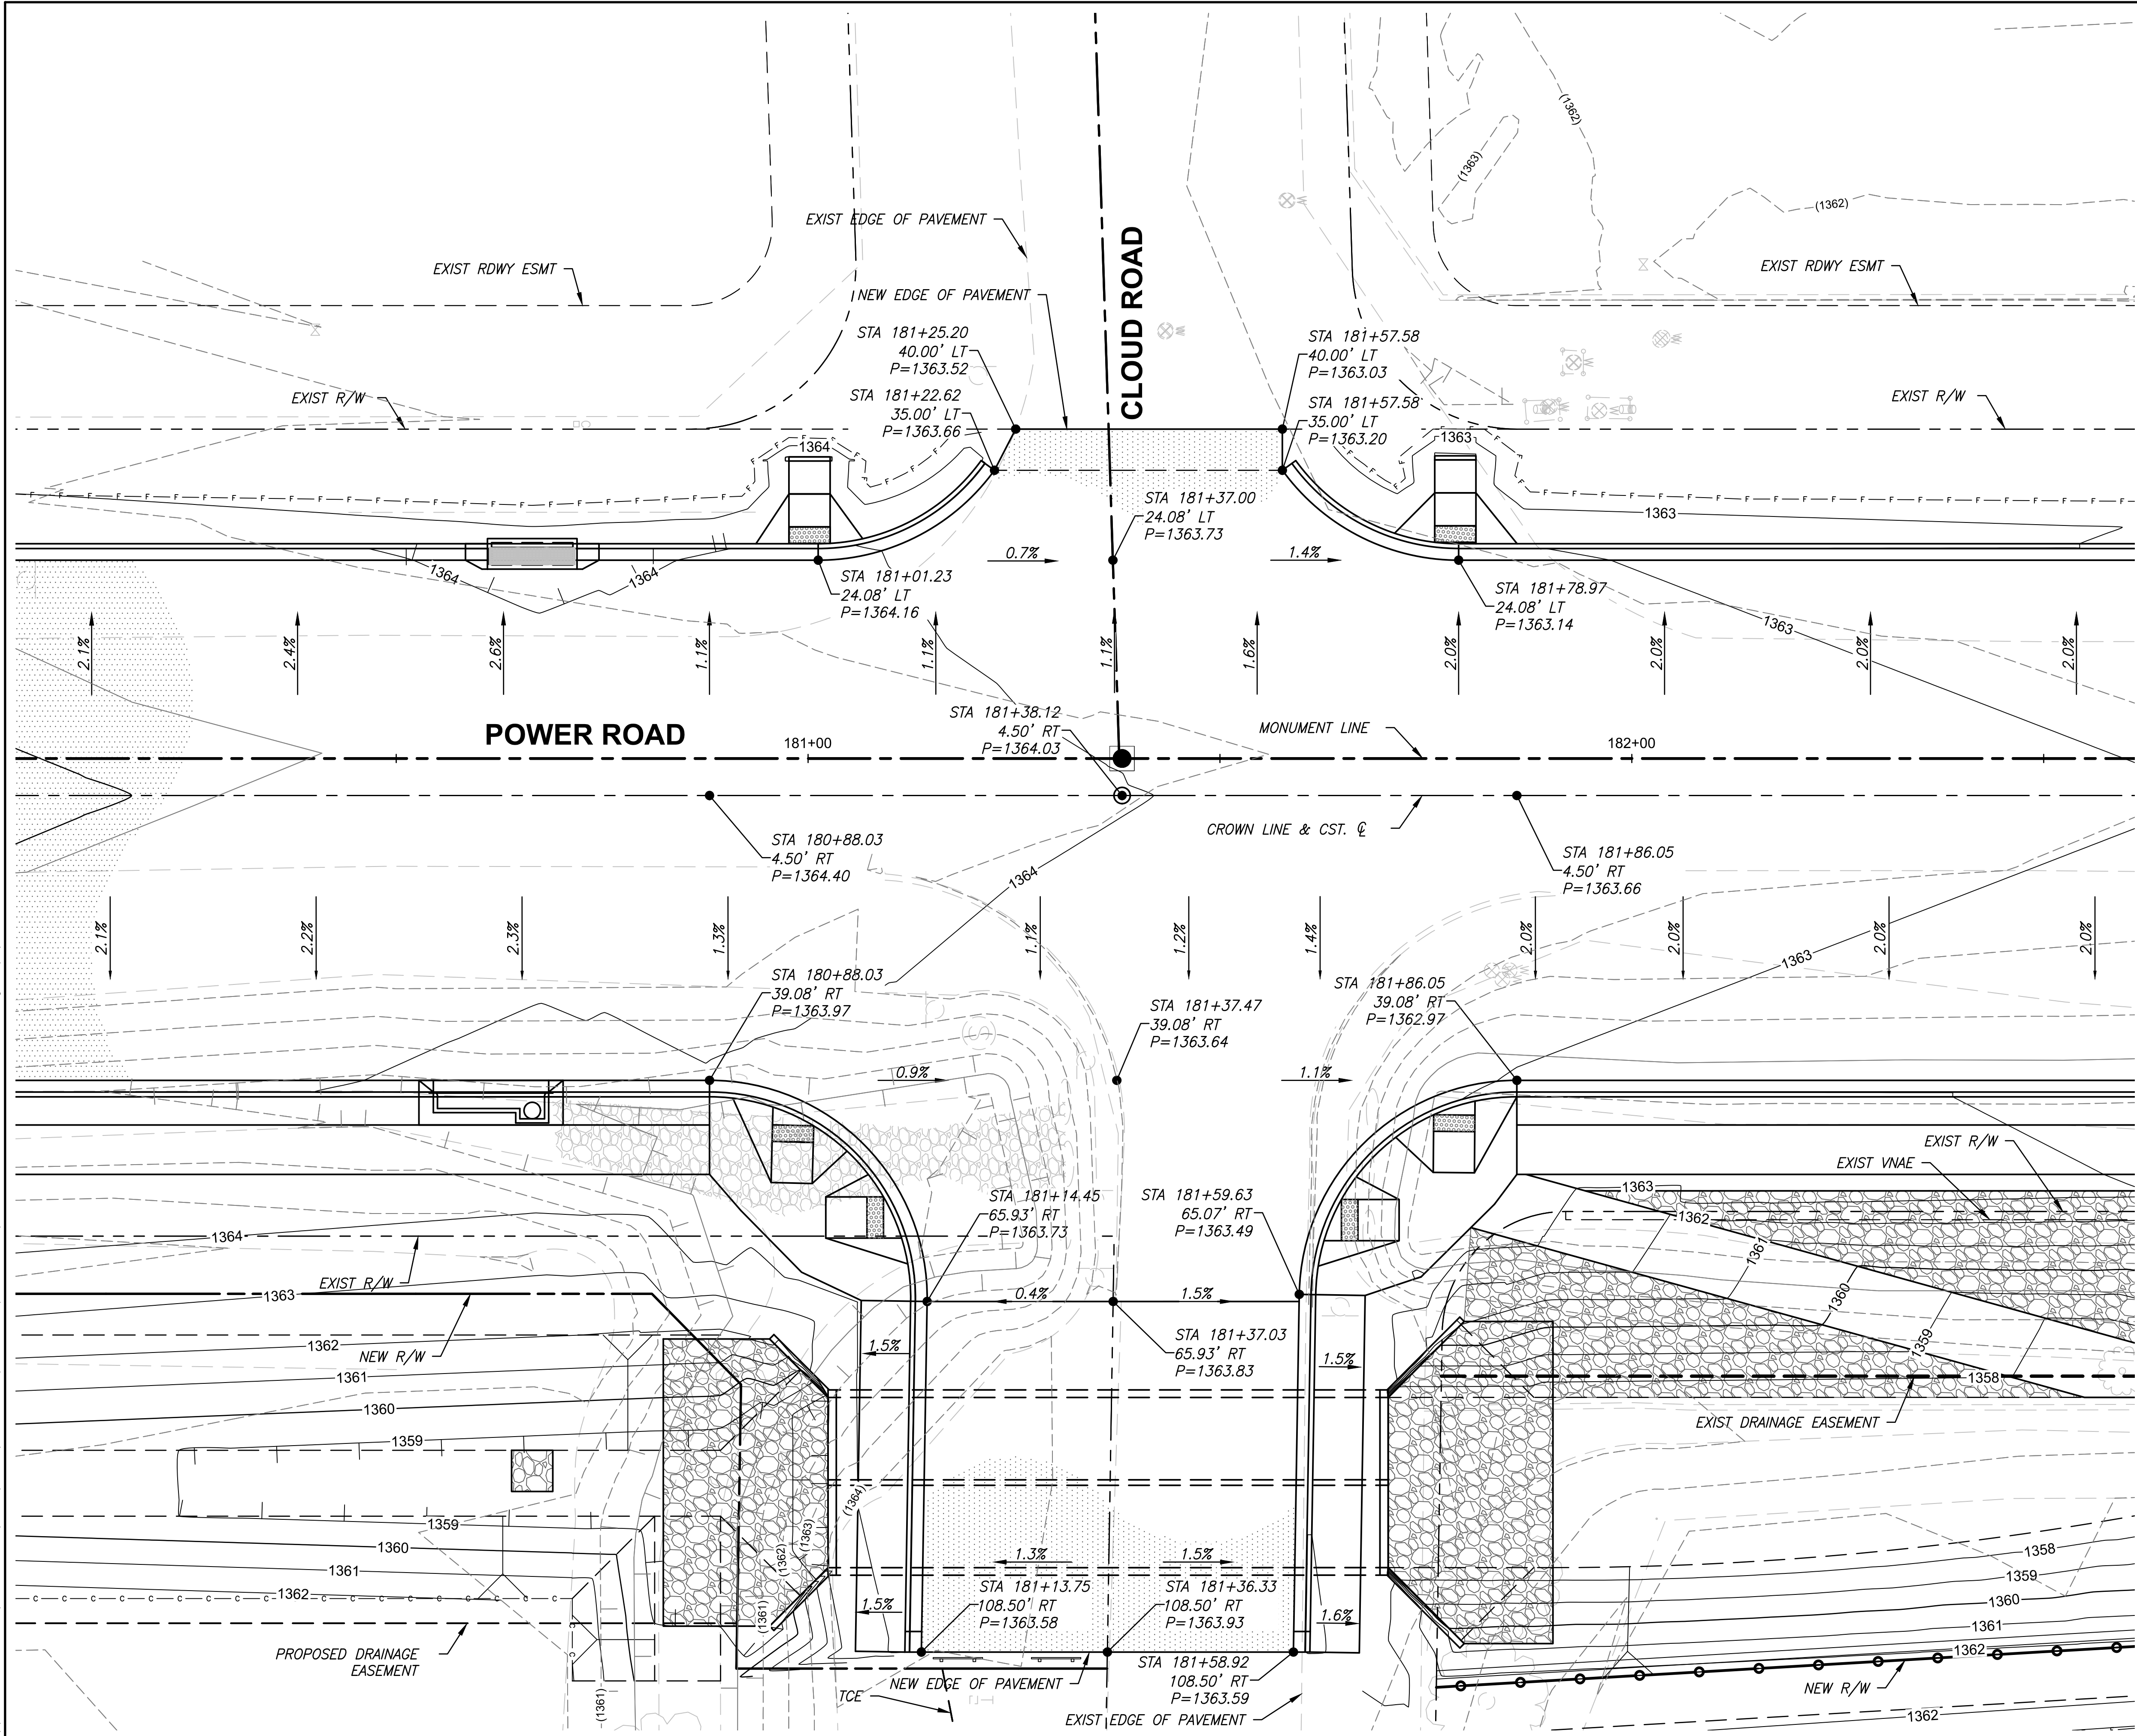 (1362)
(1363)
(1362)
EXIST EDGE OF PAVEMENT
EXIST RDWY ESMT
CLOUD ROAD
EXIST RDWY ESMT
NEW EDGE OF PAVEMENT
STA 181+25.20
40.00' LT
P=1363.52
STA 181+57.58
40.00' LT
P=1363.03
EXIST R/W
STA 181+22.62
35.00' LT
P=1363.66
STA 181+57.58
35.00' LT
P=1363.20
EXIST R/W
1364
1363
STA 181+37.00
24.08' LT
P=1363.73
1363
0.7%
1.4%
1364
1364
STA 181+01.23
24.08' LT
P=1364.16
STA 181+78.97
24.08' LT
P=1363.14
1363
2.1%
2.4%
2.6%
1.1%
1.1%
1.1%
1.6%
2.0%
2.0%
2.0%
2.0%
POWER ROAD
STA 181+38.12
4.50' RT
P=1364.03
MONUMENT LINE
181+00
182+00
CROWN LINE & CST. ℄
STA 180+88.03
4.50' RT
P=1364.40
STA 181+86.05
4.50' RT
P=1363.66
1364
2.1%
2.2%
2.3%
1.3%
1.1%
1.2%
1.4%
2.0%
2.0%
2.0%
2.0%
1363
STA 180+88.03
39.08' RT
P=1363.97
STA 181+37.47
39.08' RT
P=1363.64
STA 181+86.05
39.08' RT
P=1362.97
0.9%
1.1%
EXIST R/W
EXIST VNAE
STA 181+14.45
65.93' RT
P=1363.73
STA 181+59.63
65.07' RT
P=1363.49
1363
1362
1361
1360
1359
1358
1364
EXIST R/W
1363
0.4%
1.5%
STA 181+37.03
65.93' RT
P=1363.83
1362
NEW R/W
1361
1360
1359
1.5%
1.5%
EXIST DRAINAGE EASEMENT
1359
1360
1361
1362
(1364)
(1363)
(1362)
(1361)
(1361)
1.3%
1.5%
STA 181+13.75
108.50' RT
P=1363.58
STA 181+36.33
108.50' RT
P=1363.93
1.5%
1.6%
1358
1359
1360
1361
1362
PROPOSED DRAINAGE
EASEMENT
STA 181+58.92
108.50' RT
P=1363.59
NEW EDGE OF PAVEMENT
TCE
EXIST EDGE OF PAVEMENT
NEW R/W
1362